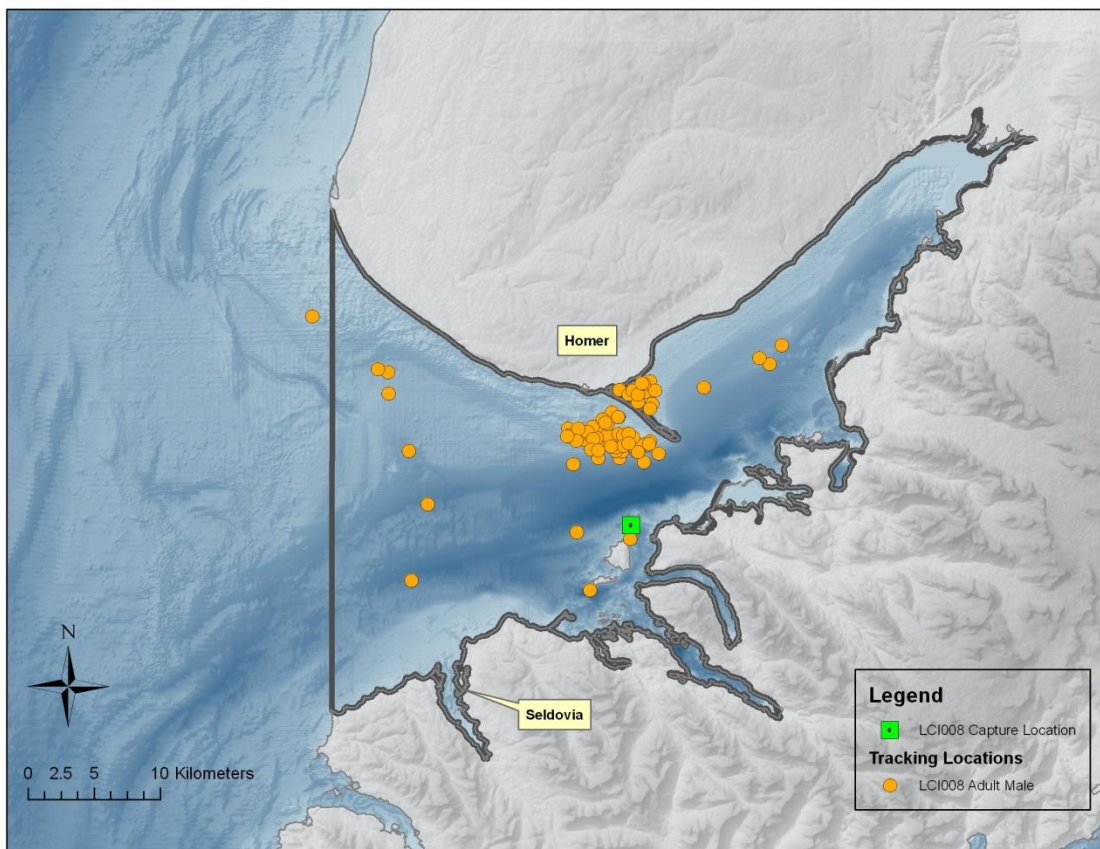 Homer
N
Seldovia
0 2.5 5 10 Kilometers
Legend
LCI008 Capture Location
Tracking Locations
LCI008 Adult Male